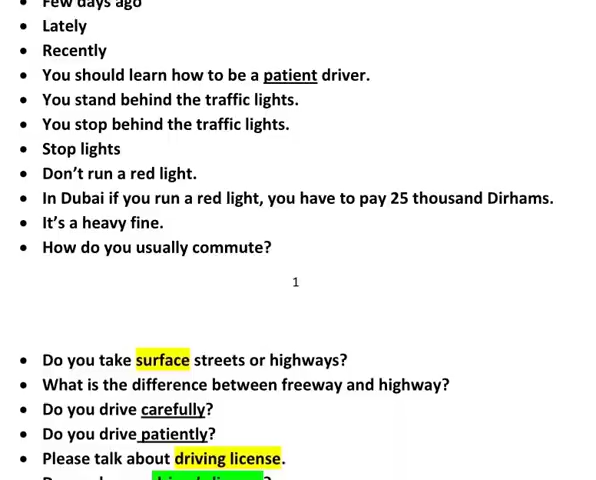 Few days ago
• Lately
• Recently
• You should learn how to be a patient driver.
• You stand behind the traffic lights.
• You stop behind the traffic lights.
• Stop lights
• Don’t run a red light.
• In Dubai if you run a red light, you have to pay 25 thousand Dirhams.
• It’s a heavy fine.
• How do you usually commute?
1
• Do you take surface streets or highways?
• What is the difference between freeway and highway?
• Do you drive carefully?
• Do you drive patiently?
• Please talk about driving license.